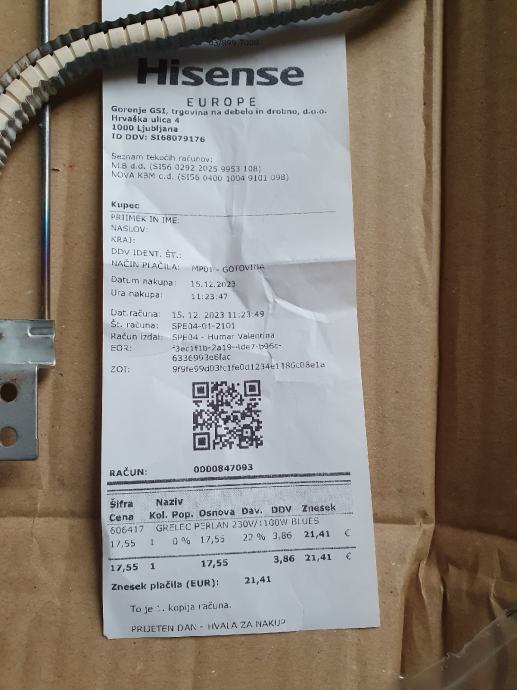 Hisense
EUROPE
Gorenje GSI, trgovina na debelo in drobno, d.o.o.
Hrvaška ulica 4
1000 Ljubljana
ID DDV: SI68079176
Seznam tekočih računov:
NLB d.d. (SI56 0292 2025 9953 108)
NOVA KBM d.d. (SI56 0400 1004 9101 098)
Kupec
PRIIMEK IN IME:
NASLOV:
KRAJ:
DDV IDENT. ŠT.:
NAČIN PLAČILA: MP01 - GOTOVINA
Datum nakupa: 15.12.2023
Ura nakupa: 11:23:47
Dat.računa: 15. 12. 2023 11:23:49
Št. računa: SPE04-01-2101
Račun izdal: SPE04 - Humar Valentina
EOR:
6336993e6fac
ZOI:
RAČUN: 0000847093
Šifra Naziv
Cena Kol. Pop. Osnova Dav. DDV Znesek
606417 GRELEC PERLAN 230V/1100W BLUES
17,55 1 0 % 17,55 22 % 3,86 21,41 €
17,55 1 17,55 3,86 21,41 €
Znesek plačila (EUR): 21,41
To je 1. kopija računa.
PRIJETEN DAN - HVALA ZA NAKUP